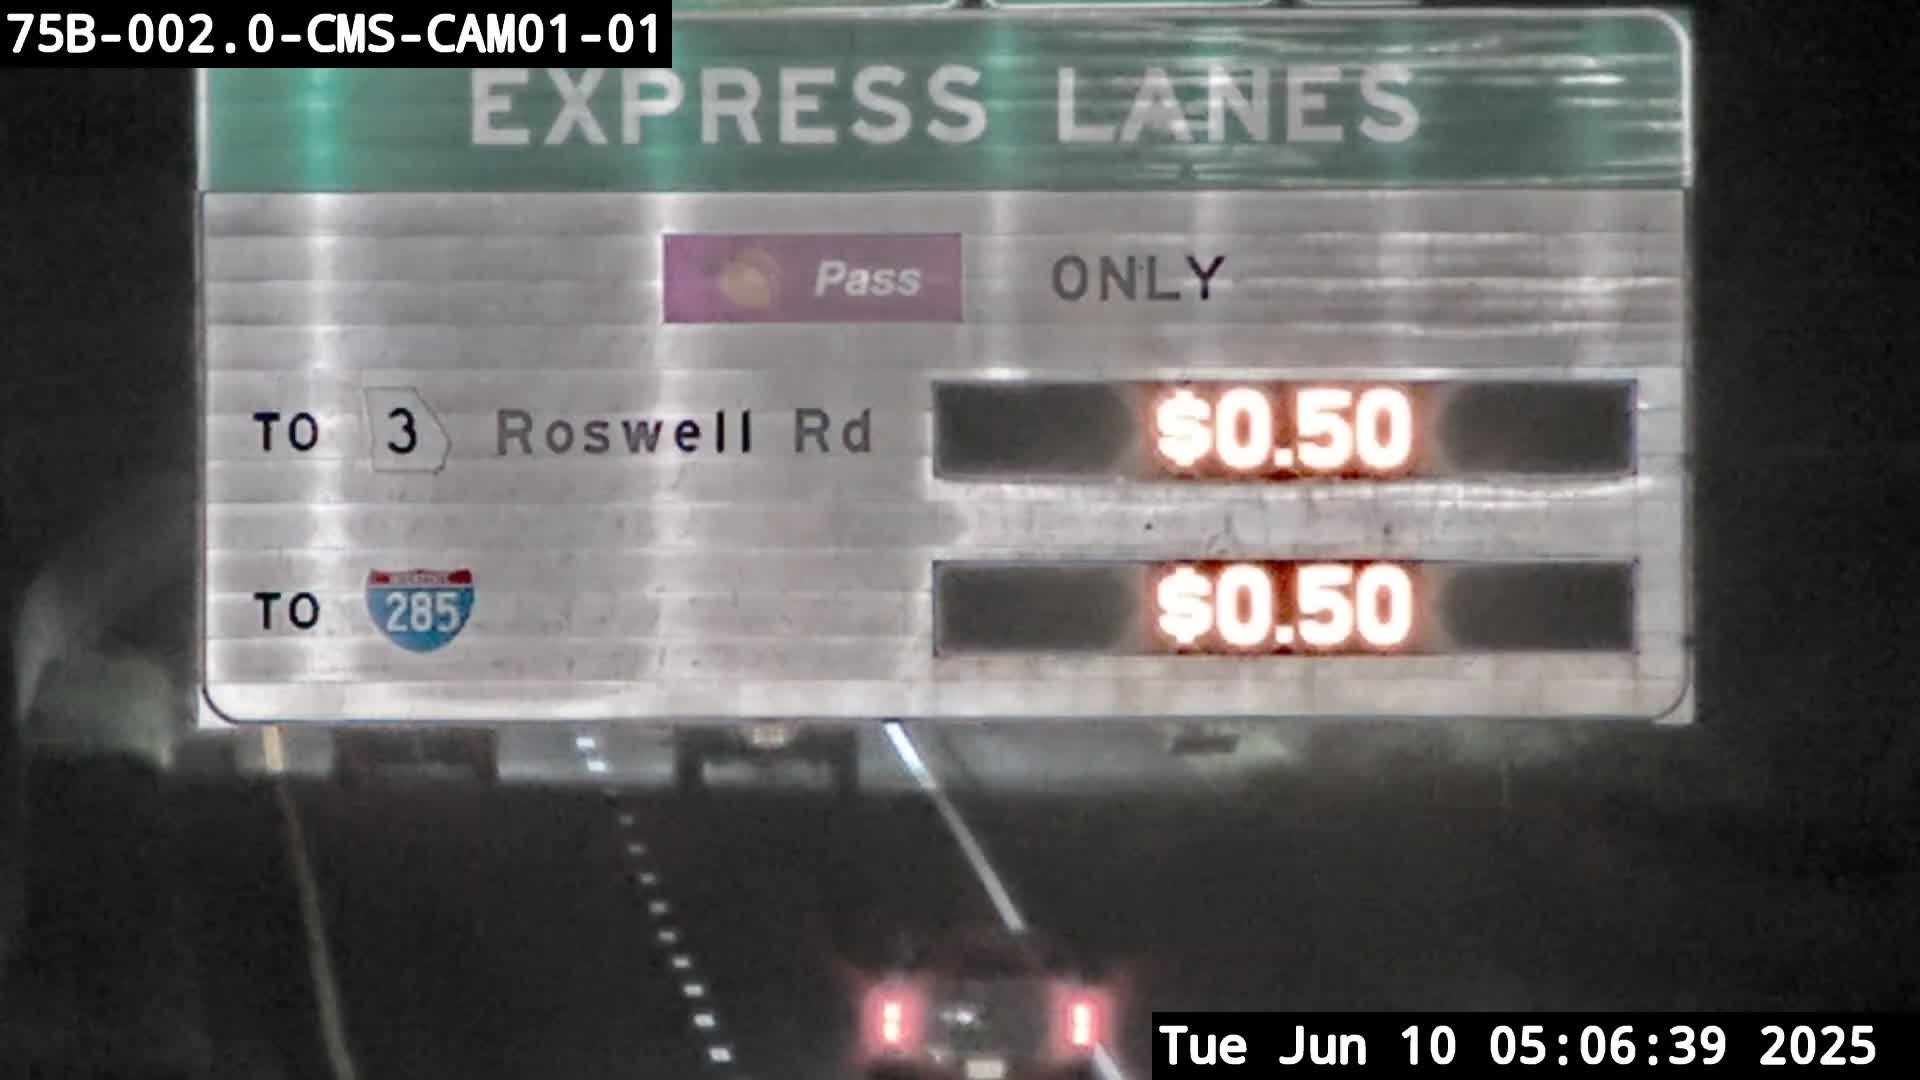 75B-002.0-CMS-CAM01-01
EXPRESS LANES
Pass ONLY
TO 3 Roswell Rd $0.50
TO 285 $0.50
Tue Jun 10 05:06:39 2025